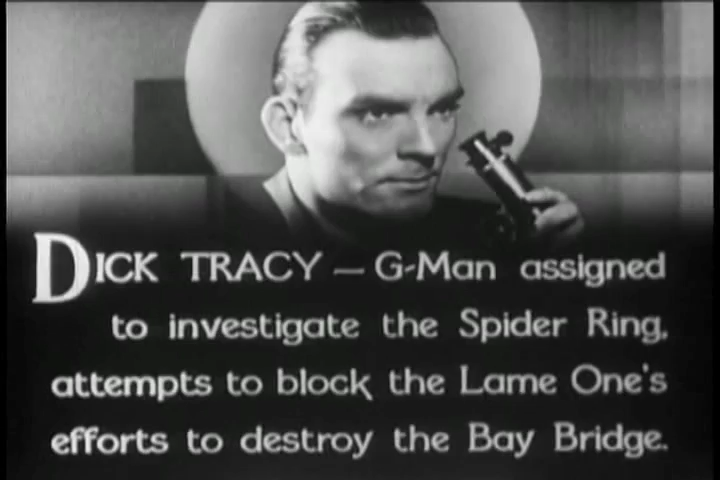 DICK TRACY — G-Man assigned
to investigate the Spider Ring,
attempts to block the Lame One's
efforts to destroy the Bay Bridge.